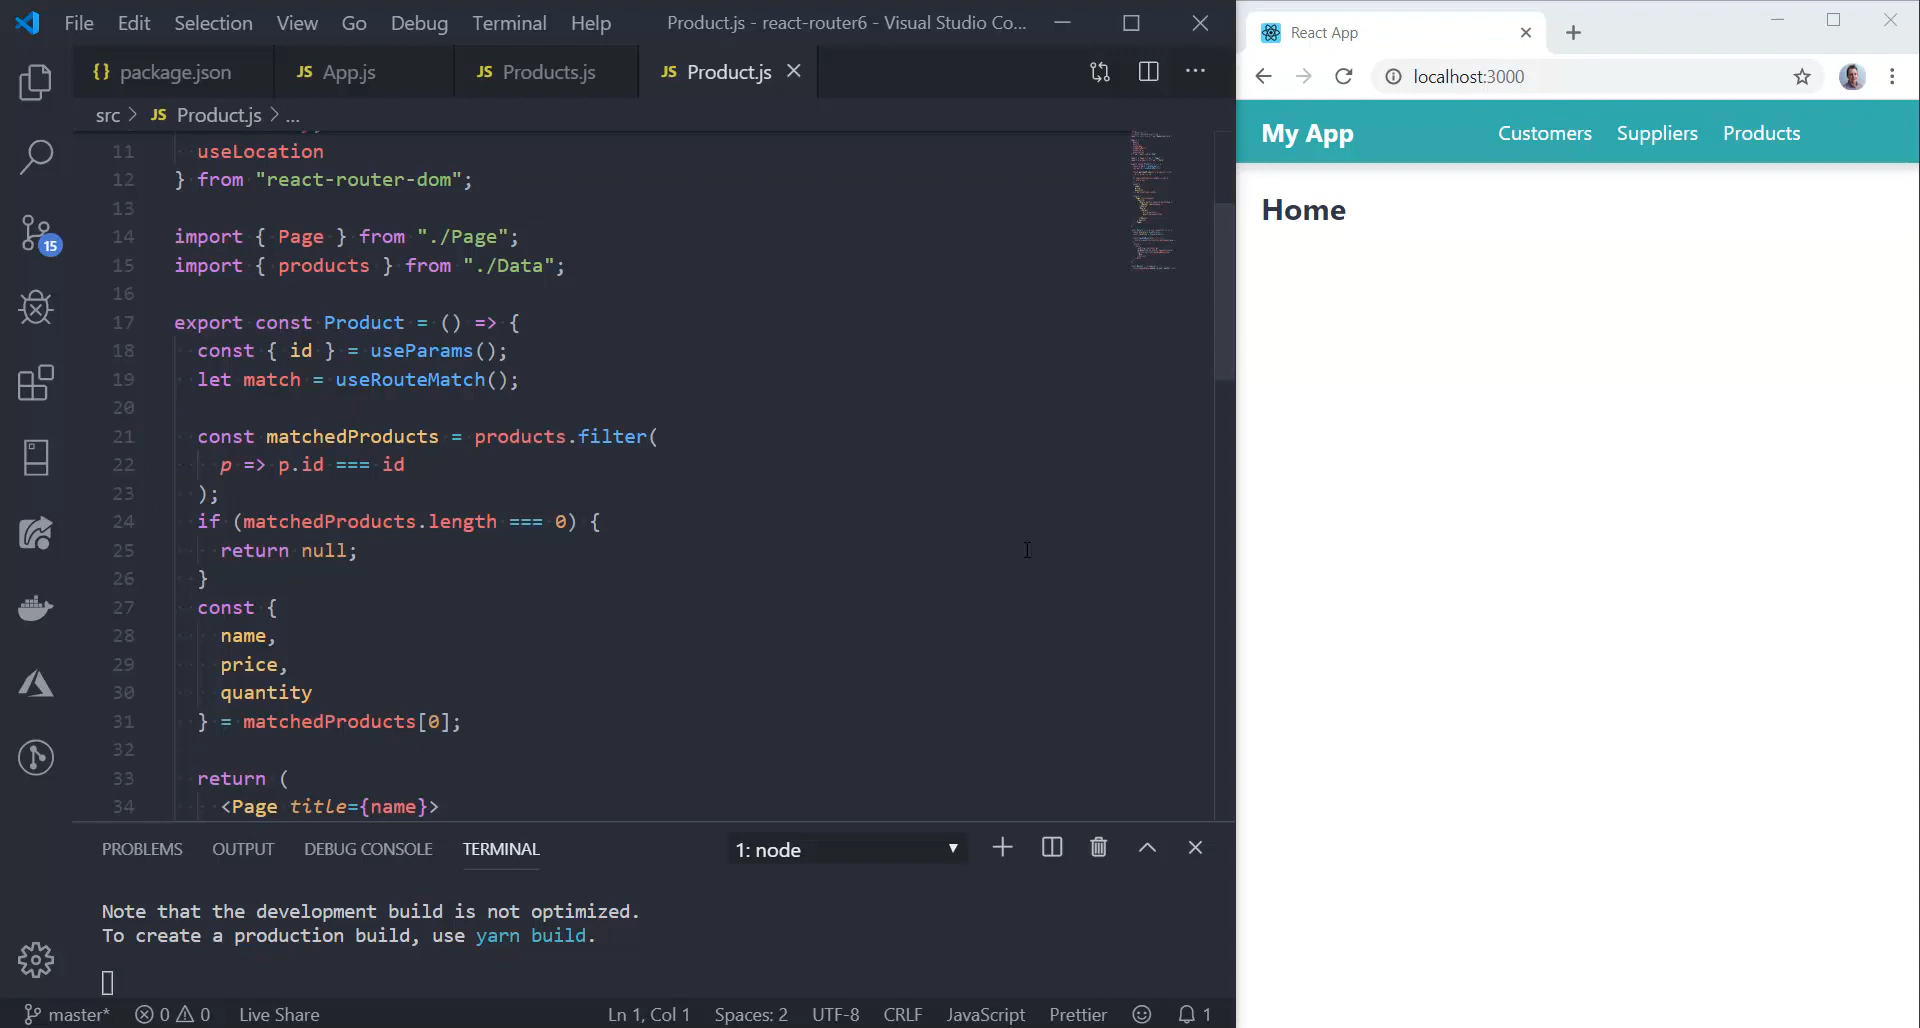 File Edit Selection View Go Debug Terminal Help Product.js - react-router6 - Visual Studio Co...
{} package.json JS App.js JS Products.js JS Product.js
src > JS Product.js > ...
11 useLocation
12 } from "react-router-dom";
13
14 import { Page } from "./Page";
15 import { products } from "./Data";
16
17 export const Product = () => {
18 const { id } = useParams();
19 let match = useRouteMatch();
20
21 const matchedProducts = products.filter(
22 p => p.id === id
23 );
24 if (matchedProducts.length === 0) {
25 return null;
26 }
27 const {
28 name,
29 price,
30 quantity
31 } = matchedProducts[0];
32
33 return (
34 <Page title={name}>
15
PROBLEMS OUTPUT DEBUG CONSOLE TERMINAL 1: node
Note that the development build is not optimized.
To create a production build, use yarn build.
master* 0 0 Live Share Ln 1, Col 1 Spaces: 2 UTF-8 CRLF JavaScript Prettier 1
React App
localhost:3000
My App Customers Suppliers Products
Home